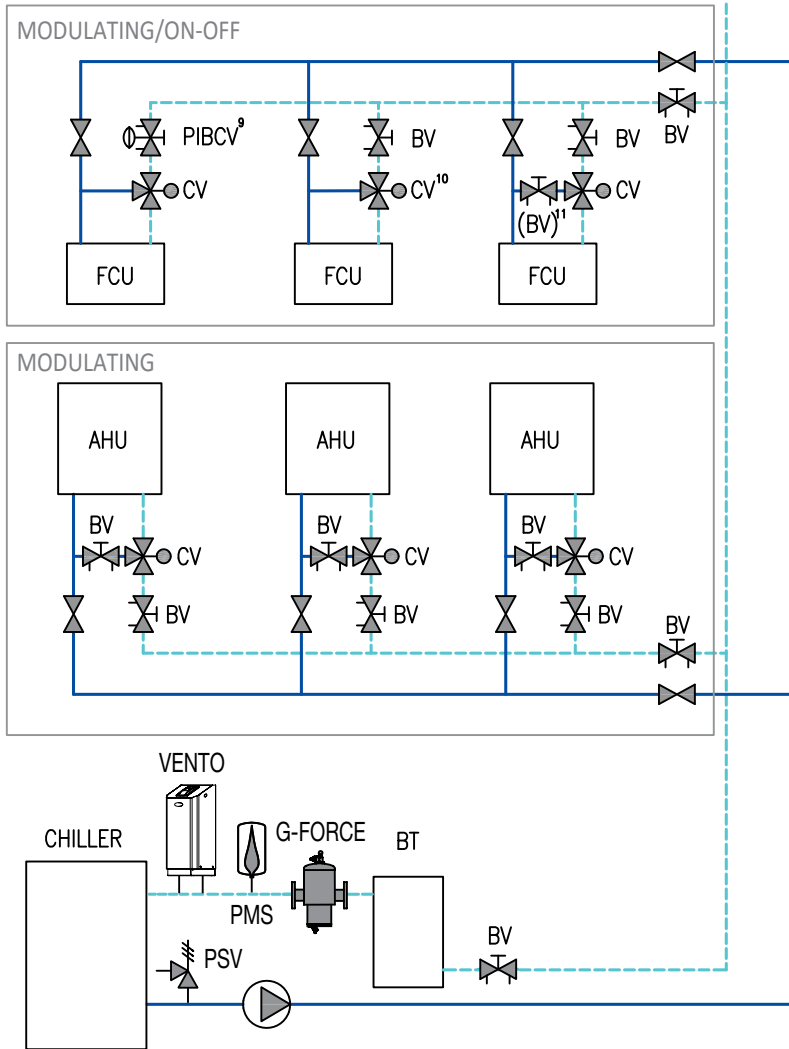 MODULATING/ON-OFF
PIBCV⁹
BV
BV
BV
CV
CV¹⁰
CV
(BV)¹¹
FCU
FCU
FCU
MODULATING
AHU
AHU
AHU
BV
BV
BV
CV
CV
CV
BV
BV
BV
BV
VENTO
CHILLER
G-FORCE
BT
PMS
PSV
BV